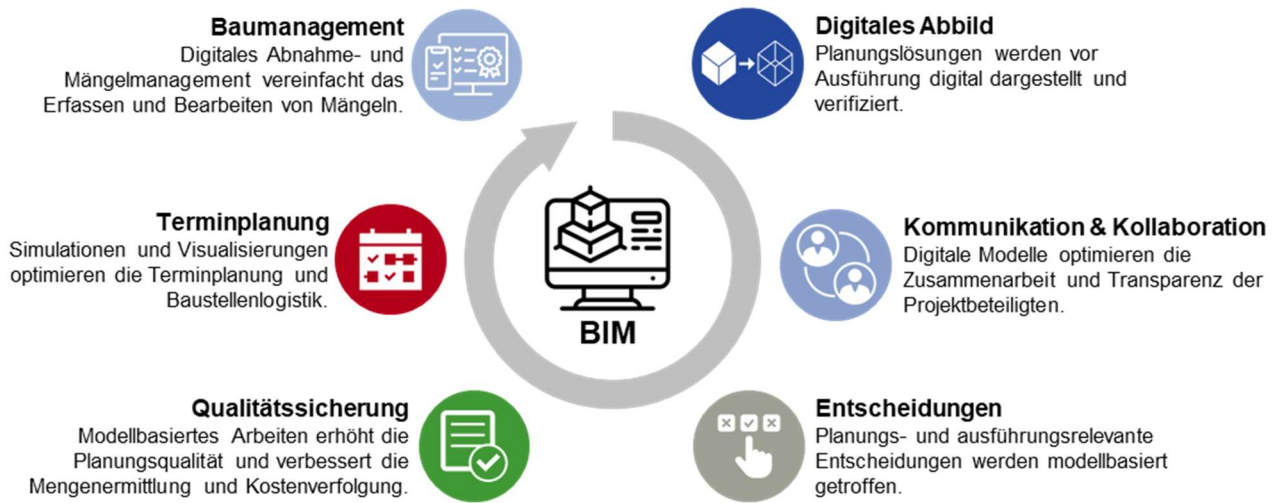 Baumanagement
Digitales Abnahme- und
Mängelmanagement vereinfacht das
Erfassen und Bearbeiten von Mängeln.
Digitales Abbild
Planungslösungen werden vor
Ausführung digital dargestellt und
verifiziert.
Terminplanung
Simulationen und Visualisierungen
optimieren die Terminplanung und
Baustellenlogistik.
BIM
Kommunikation & Kollaboration
Digitale Modelle optimieren die
Zusammenarbeit und Transparenz der
Projektbeteiligten.
Qualitätssicherung
Modellbasiertes Arbeiten erhöht die
Planungsqualität und verbessert die
Mengenermittlung und Kostenverfolgung.
Entscheidungen
Planungs- und ausführungsrelevante
Entscheidungen werden modellbasiert
getroffen.